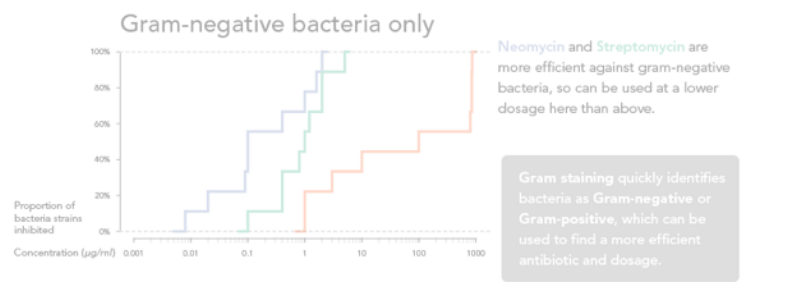 Gram-negative bacteria only
100%
80%
60%
40%
20%
0%
Proportion of
bacteria strains
inhibited
Concentration (µg/ml) 0.001 0.01 0.1 1 10 100 1000
Neomycin and Streptomycin are
more efficient against gram-negative
bacteria, so can be used at a lower
dosage here than above.
Gram staining quickly identifies
bacteria as Gram-negative or
Gram-positive, which can be
used to find a more efficient
antibiotic and dosage.